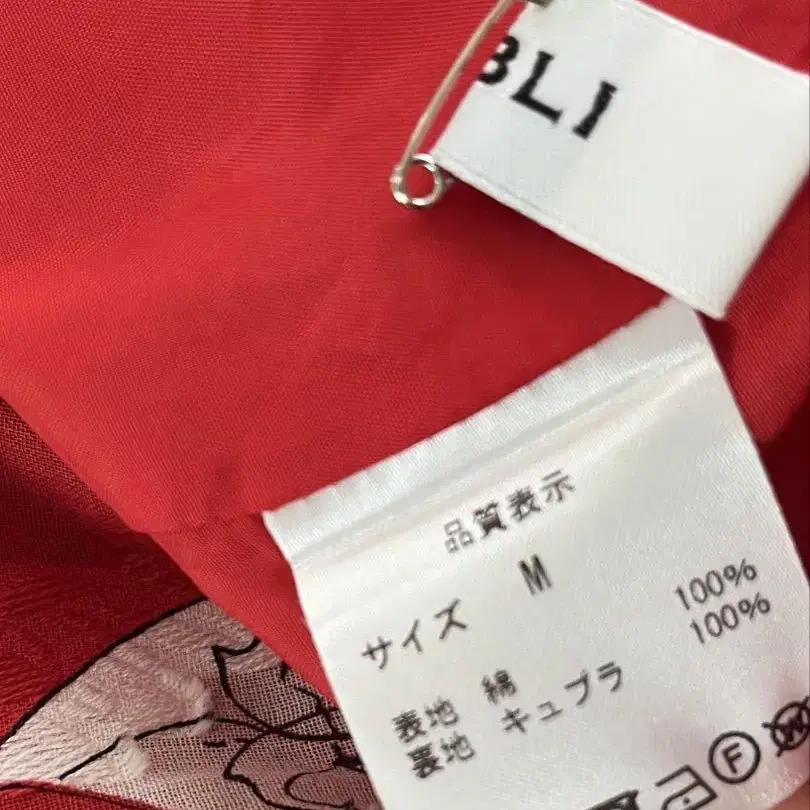 BLI
品質表示
サイズ M
表地 綿 100%
裏地 キュプラ 100%
F
W